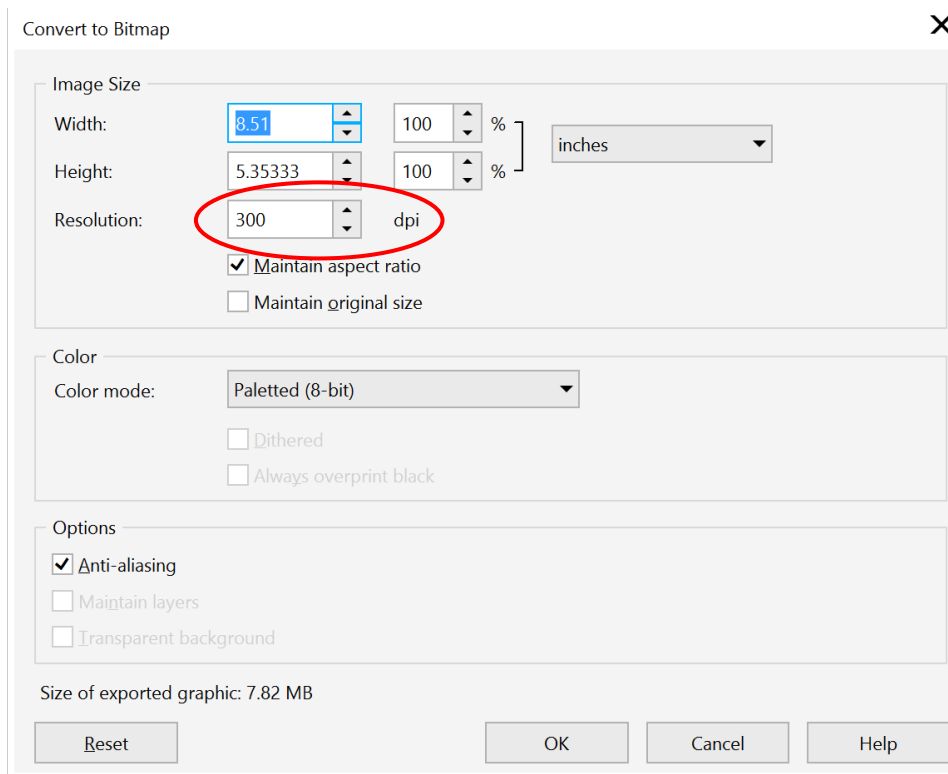 Convert to Bitmap
Image Size
Width: 8.51 100 % inches
Height: 5.35333 100 %
Resolution: 300 dpi
Maintain aspect ratio
Maintain original size
Color
Color mode: Paletted (8-bit)
Dithered
Always overprint black
Options
Anti-aliasing
Maintain layers
Transparent background
Size of exported graphic: 7.82 MB
Reset OK Cancel Help